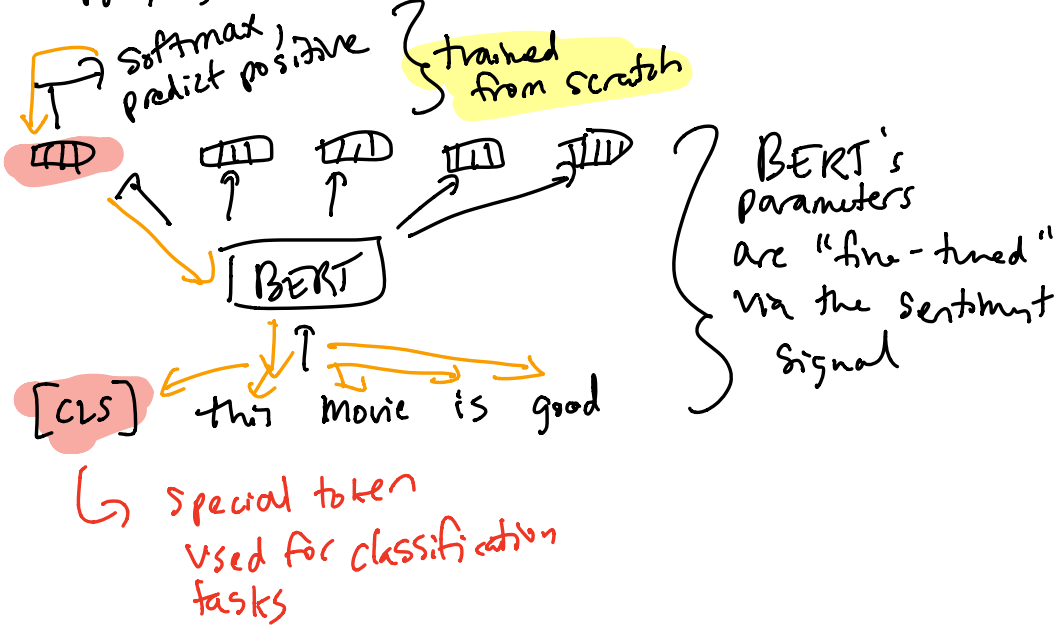 softmax,
predict positive
trained
from scratch
BERT's
parameters
are "fine-tuned"
via the sentiment
signal
BERT
[CLS] this movie is good
special token
used for classification
tasks